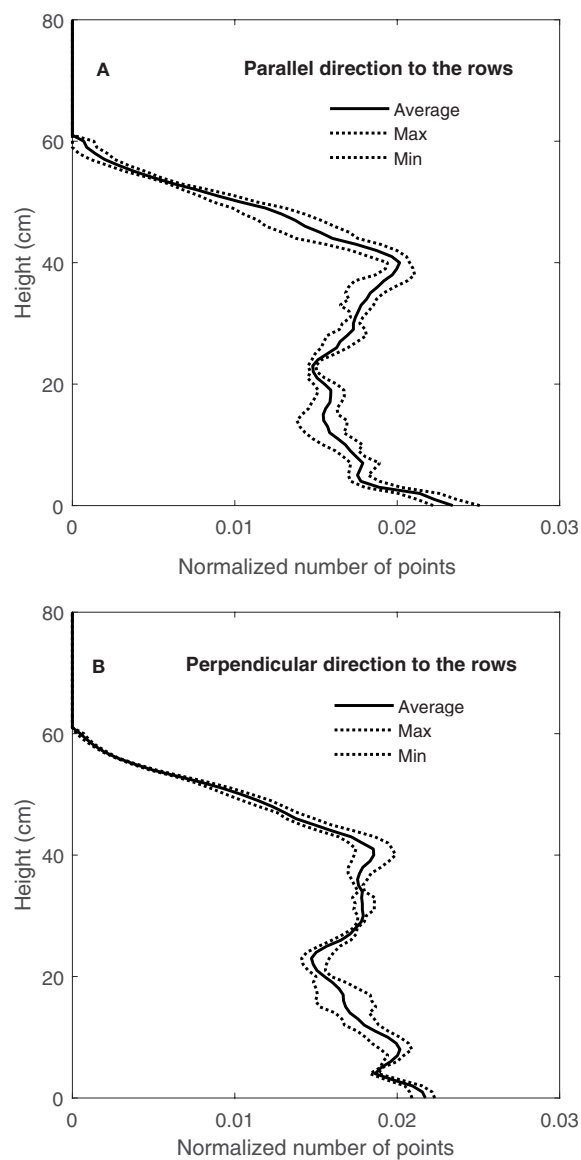 80
A
Parallel direction to the rows
Average
Max
Min
60
Height (cm)
40
20
0
0
0.01
0.02
0.03
Normalized number of points
80
B
Perpendicular direction to the rows
Average
Max
Min
60
Height (cm)
40
20
0
0
0.01
0.02
0.03
Normalized number of points